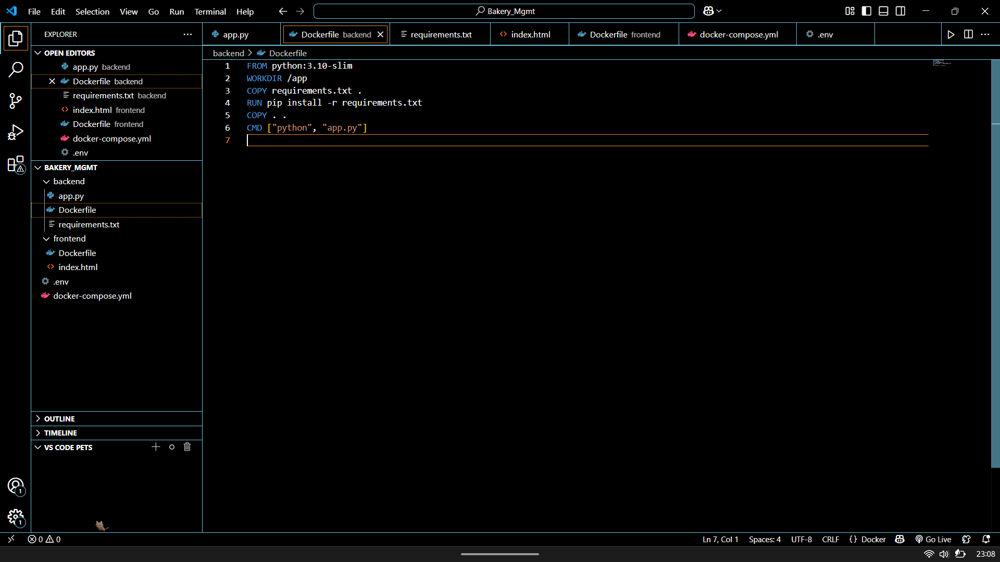 File Edit Selection View Go Run Terminal Help
Bakery_Mgmt
EXPLORER
OPEN EDITORS
app.py backend
Dockerfile backend
requirements.txt backend
index.html frontend
Dockerfile frontend
docker-compose.yml
.env
BAKERY_MGMT
backend
app.py
Dockerfile
requirements.txt
frontend
Dockerfile
index.html
.env
docker-compose.yml
OUTLINE
TIMELINE
VS CODE PETS
1
1
app.py
Dockerfile backend
requirements.txt
index.html
Dockerfile frontend
docker-compose.yml
.env
backend > Dockerfile
1 FROM python:3.10-slim
2 WORKDIR /app
3 COPY requirements.txt .
4 RUN pip install -r requirements.txt
5 COPY . .
6 CMD ["python", "app.py"]
7
0 0
Ln 7, Col 1 Spaces: 4 UTF-8 CRLF {} Docker Go Live
23:08